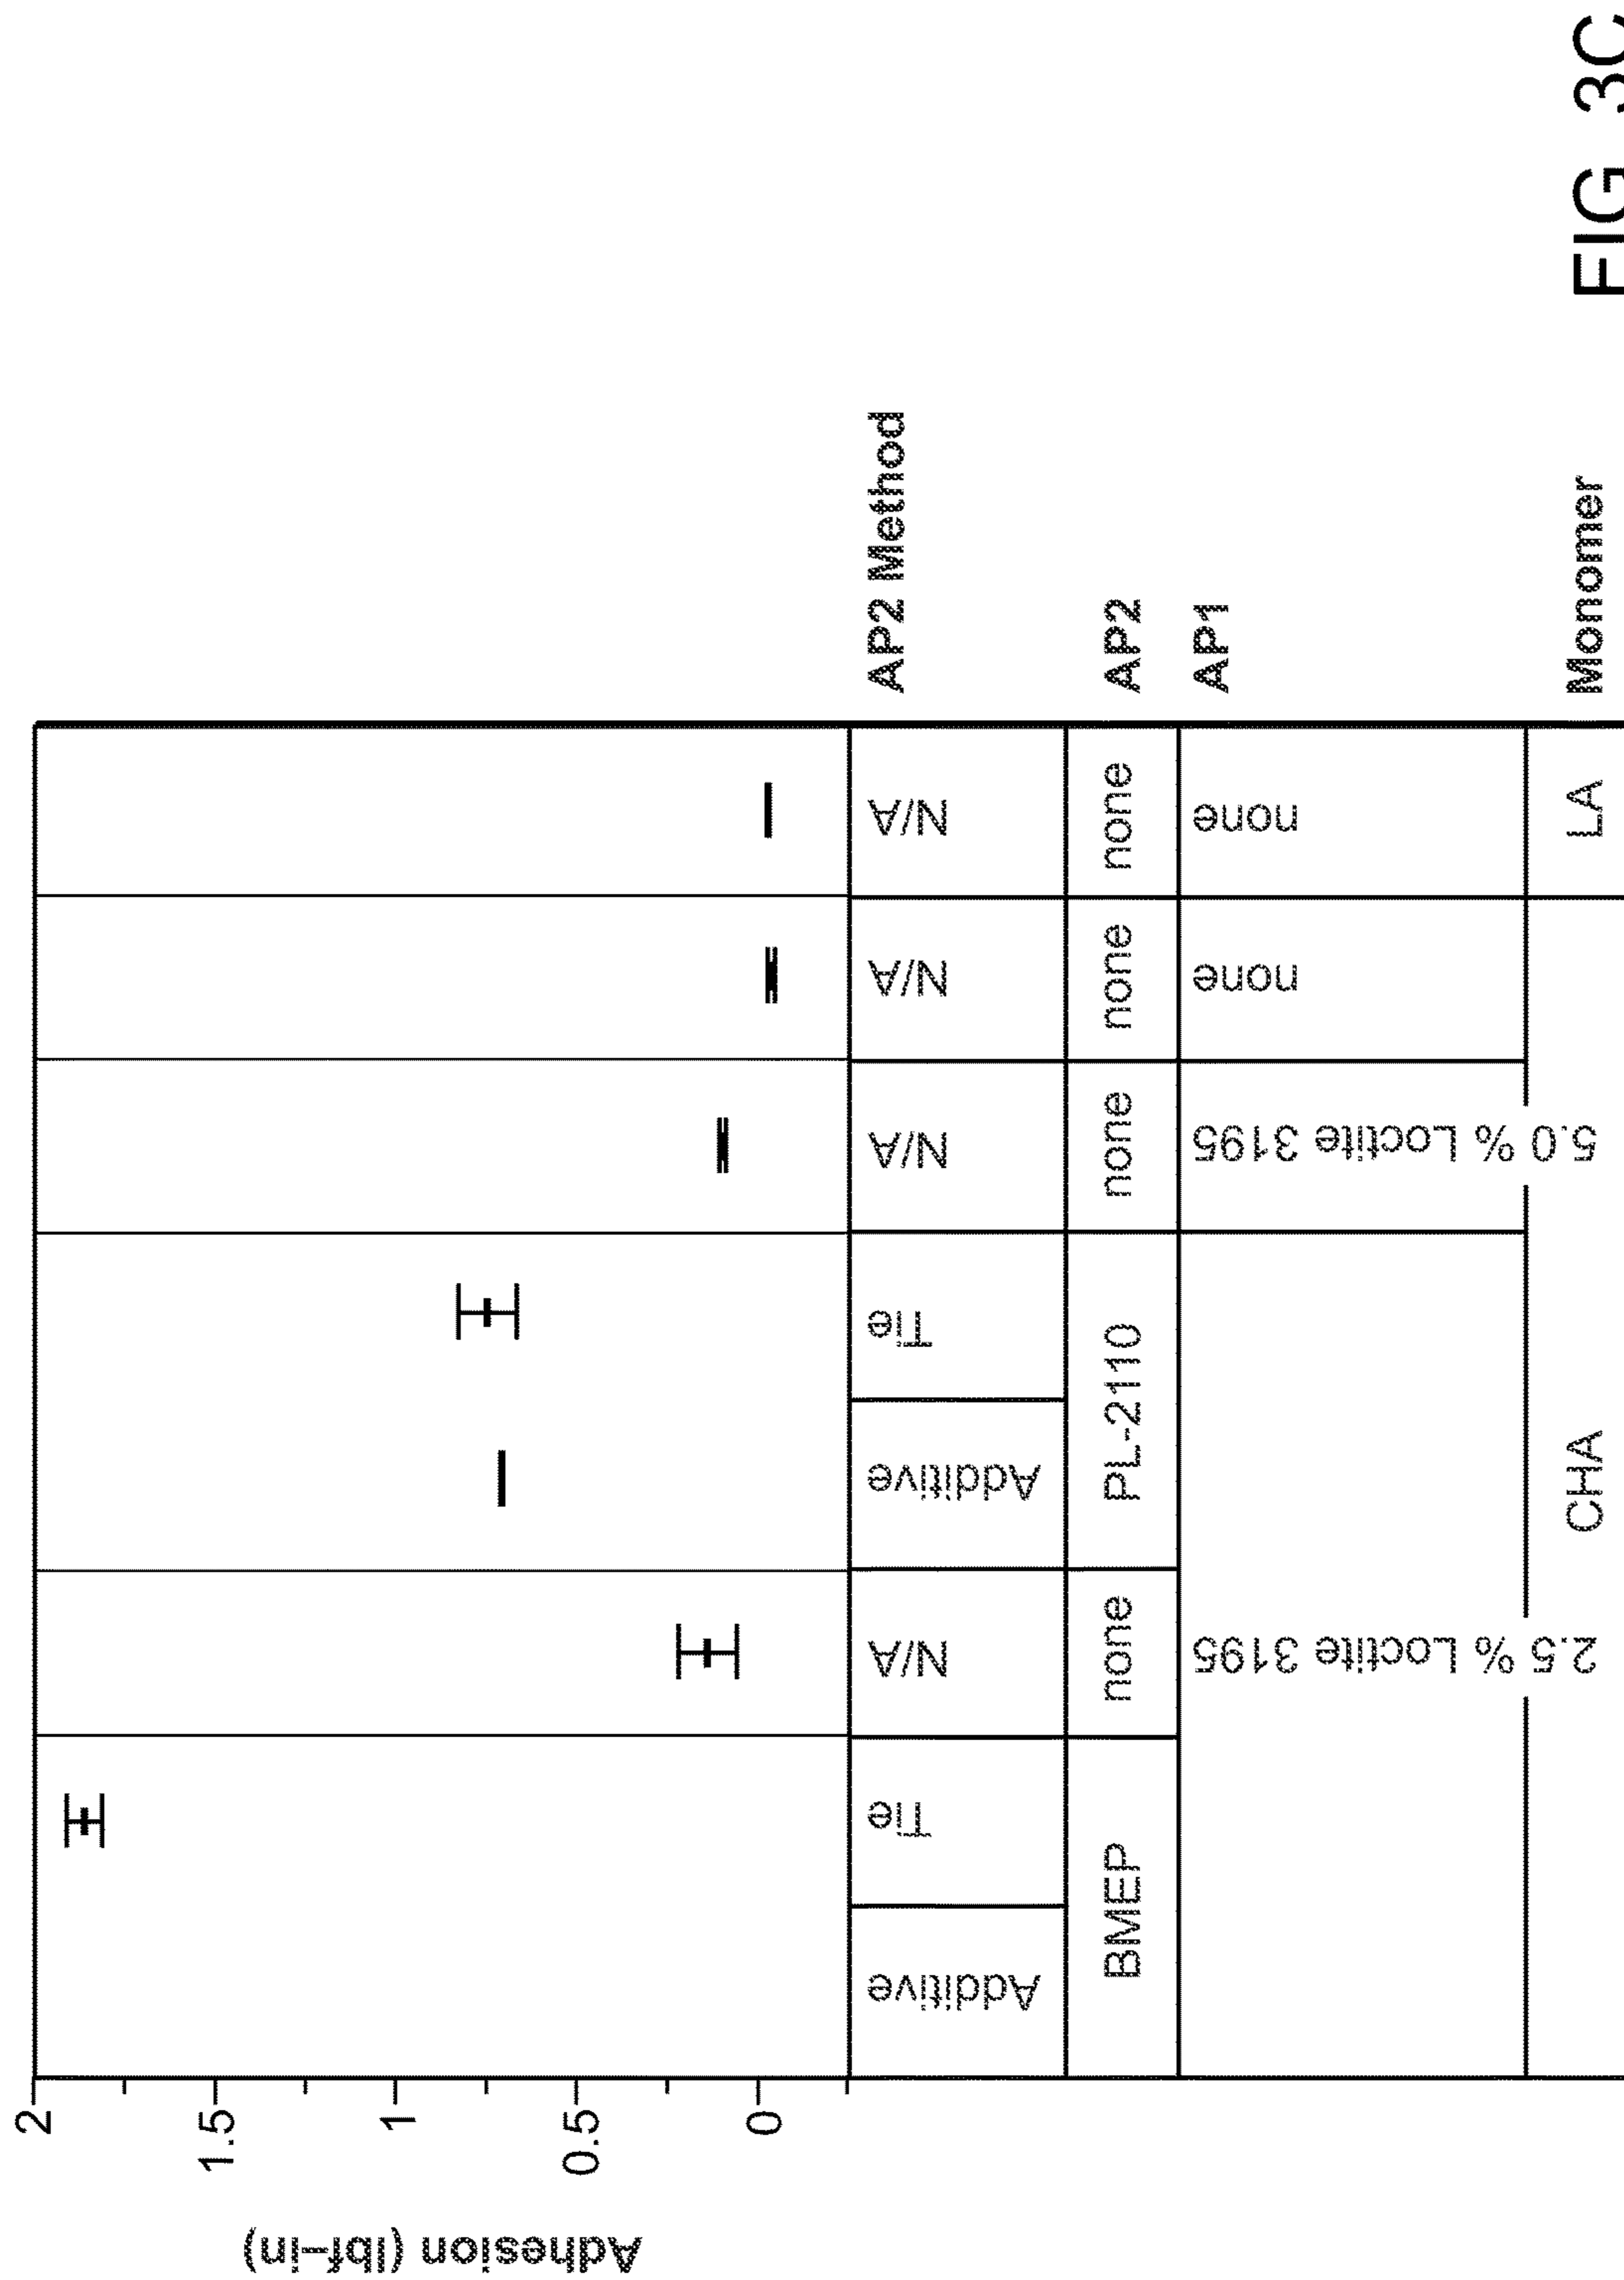 Adhesion (lbf-in)
2
1.5
1
0.5
0
Additive Tie N/A Additive Tie N/A N/A N/A AP2 Method
BMEP none PL-2110 none none none AP2
2.5 % Loctite 3195 5.0 % Loctite 3195 none none AP1
CHA LA Monomer
FIG. 3C